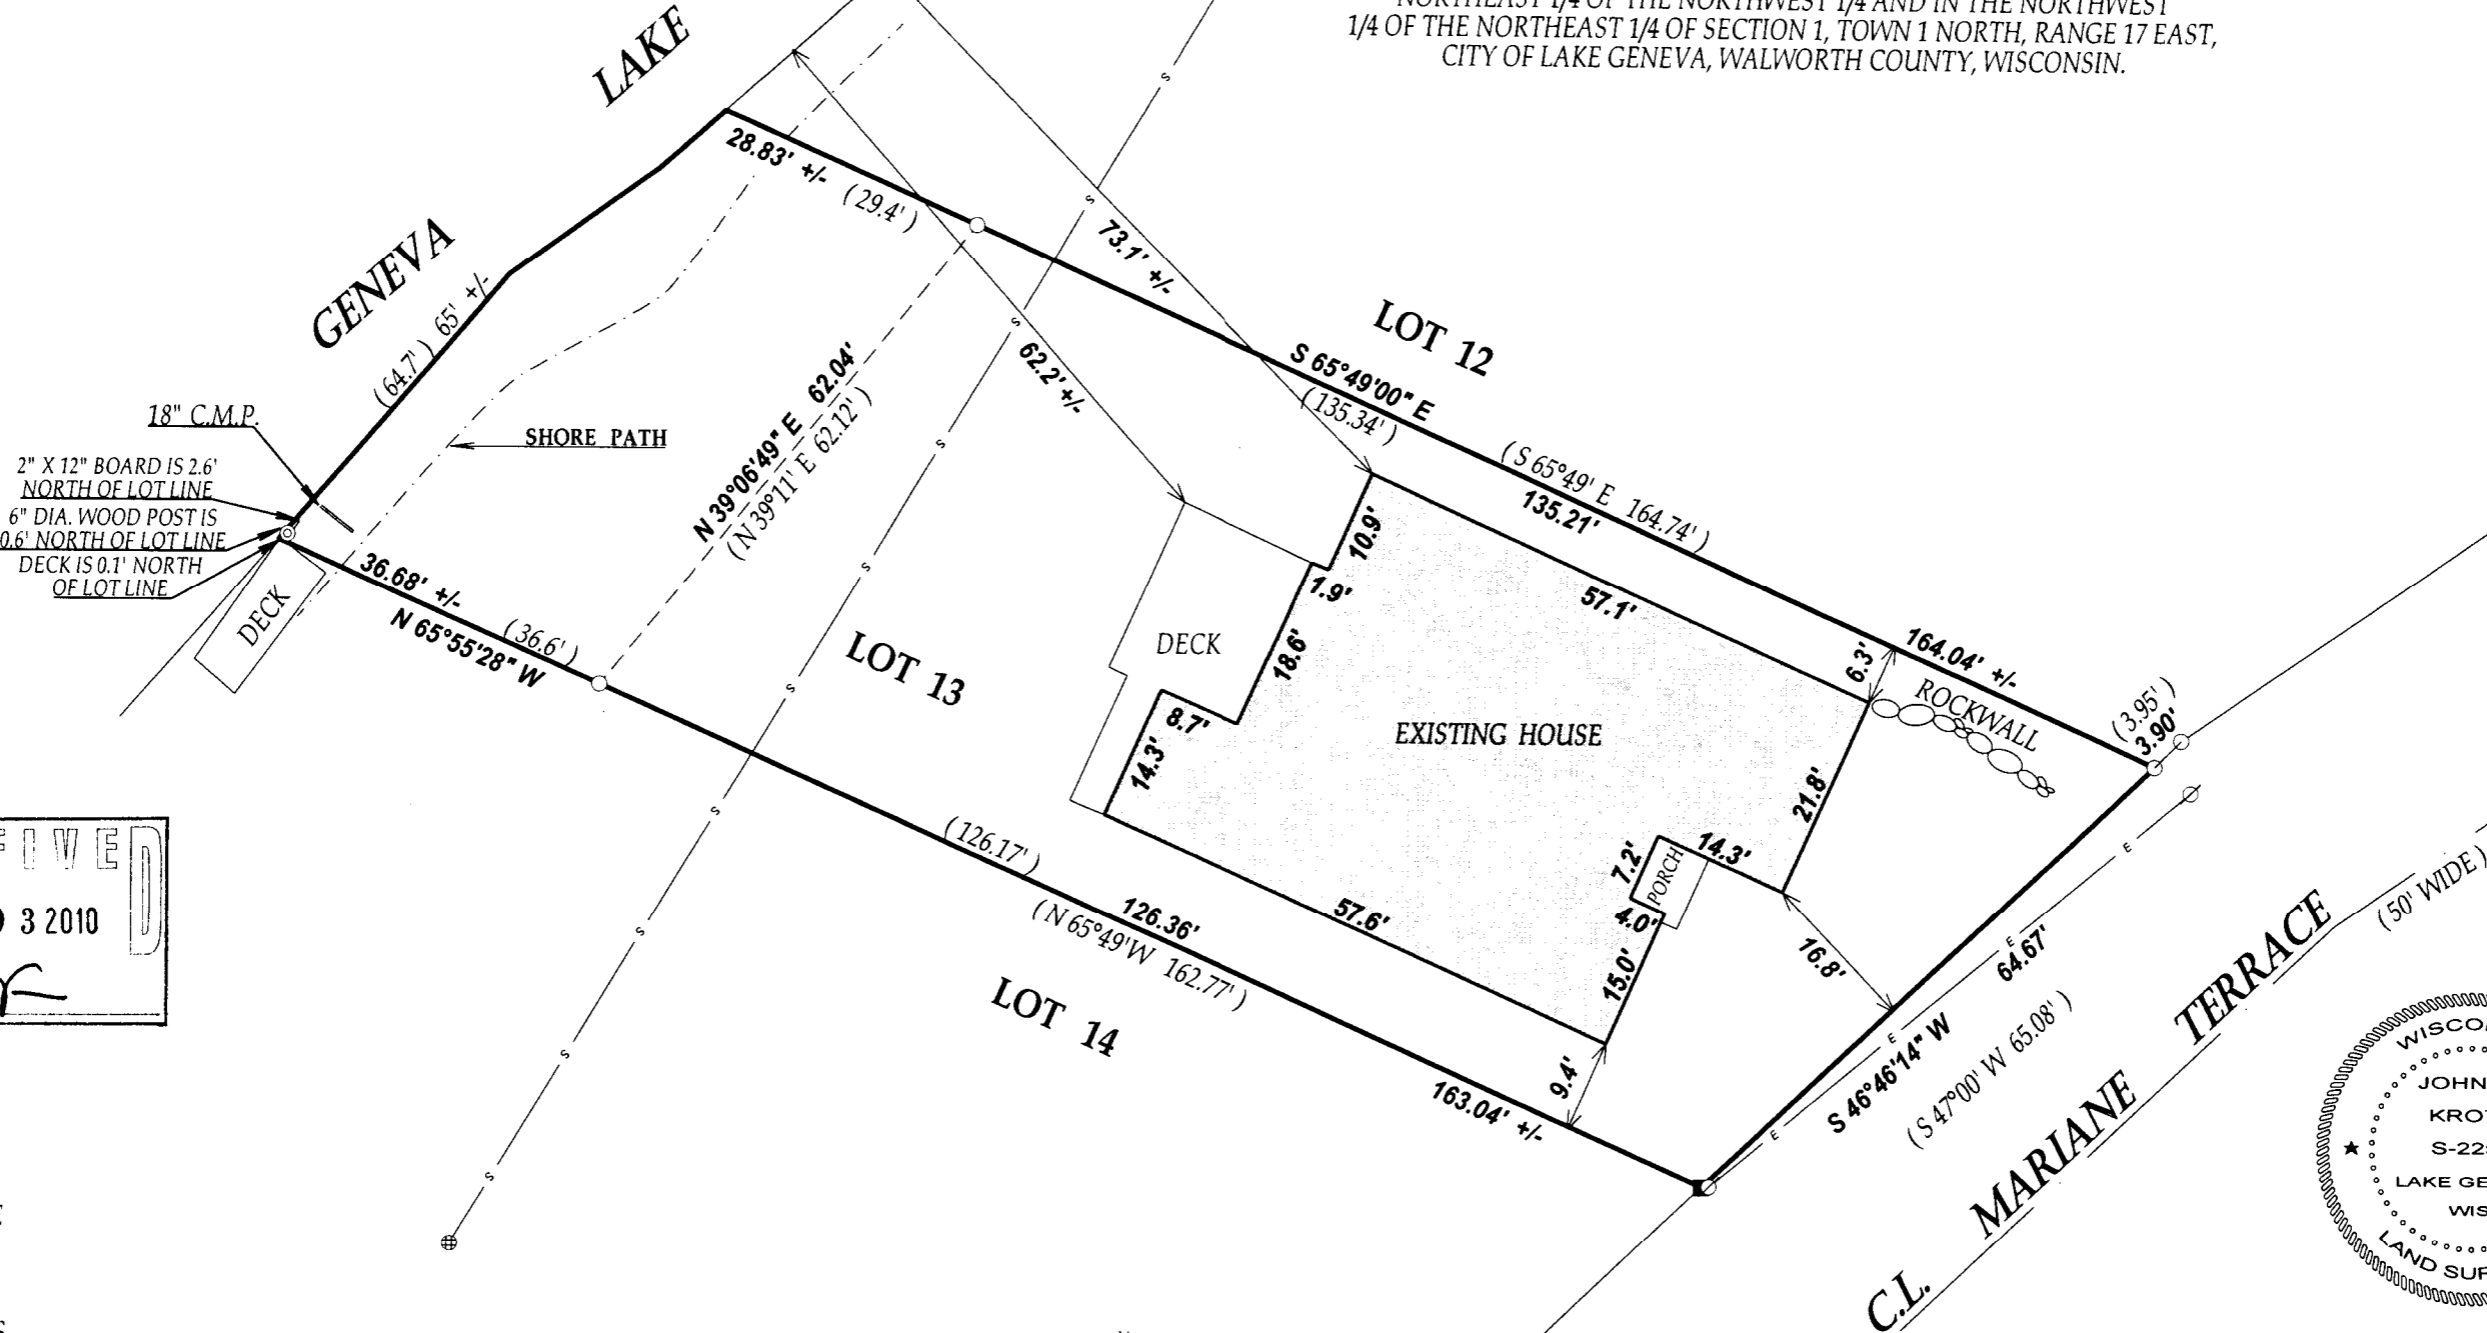 NORTHEAST 1/4 OF THE NORTHWEST 1/4 AND IN THE NORTHWEST
1/4 OF THE NORTHEAST 1/4 OF SECTION 1, TOWN 1 NORTH, RANGE 17 EAST,
CITY OF LAKE GENEVA, WALWORTH COUNTY, WISCONSIN.
GENEVA LAKE
28.83' +/-
(29.4')
73.1' +/-
62.2' +/-
(64.7') 65' +/-
18" C.M.P.
2" X 12" BOARD IS 2.6'
NORTH OF LOT LINE
6" DIA. WOOD POST IS
0.6' NORTH OF LOT LINE
DECK IS 0.1' NORTH
OF LOT LINE
DECK
SHORE PATH
N 39°06'49" E 62.04'
(N 39°11' E 62.12')
36.68' +/-
(36.6')
N 65°55'28" W
LOT 12
S 65°49'00" E
(135.34')
(S 65°49' E 164.74')
135.21'
164.04' +/-
(3.95')
3.90'
LOT 13
DECK
10.9'
1.9'
18.6'
8.7'
14.3'
57.1'
6.3'
ROCKWALL
EXISTING HOUSE
21.8'
14.3'
7.2'
PORCH
4.0'
15.0'
57.6'
16.8'
9.4'
(126.17')
126.36'
(N 65°49'W 162.77')
163.04' +/-
LOT 14
64.67'
S 46°46'14" W
(S 47°00' W 65.08')
C.L. MARIANE TERRACE
(50' WIDE)
S S S S S S S S S S S S
E E E E
IVED
3 2010
WISCO
JOHN
KRO
S-22
LAKE GE
WIS
LAND SU